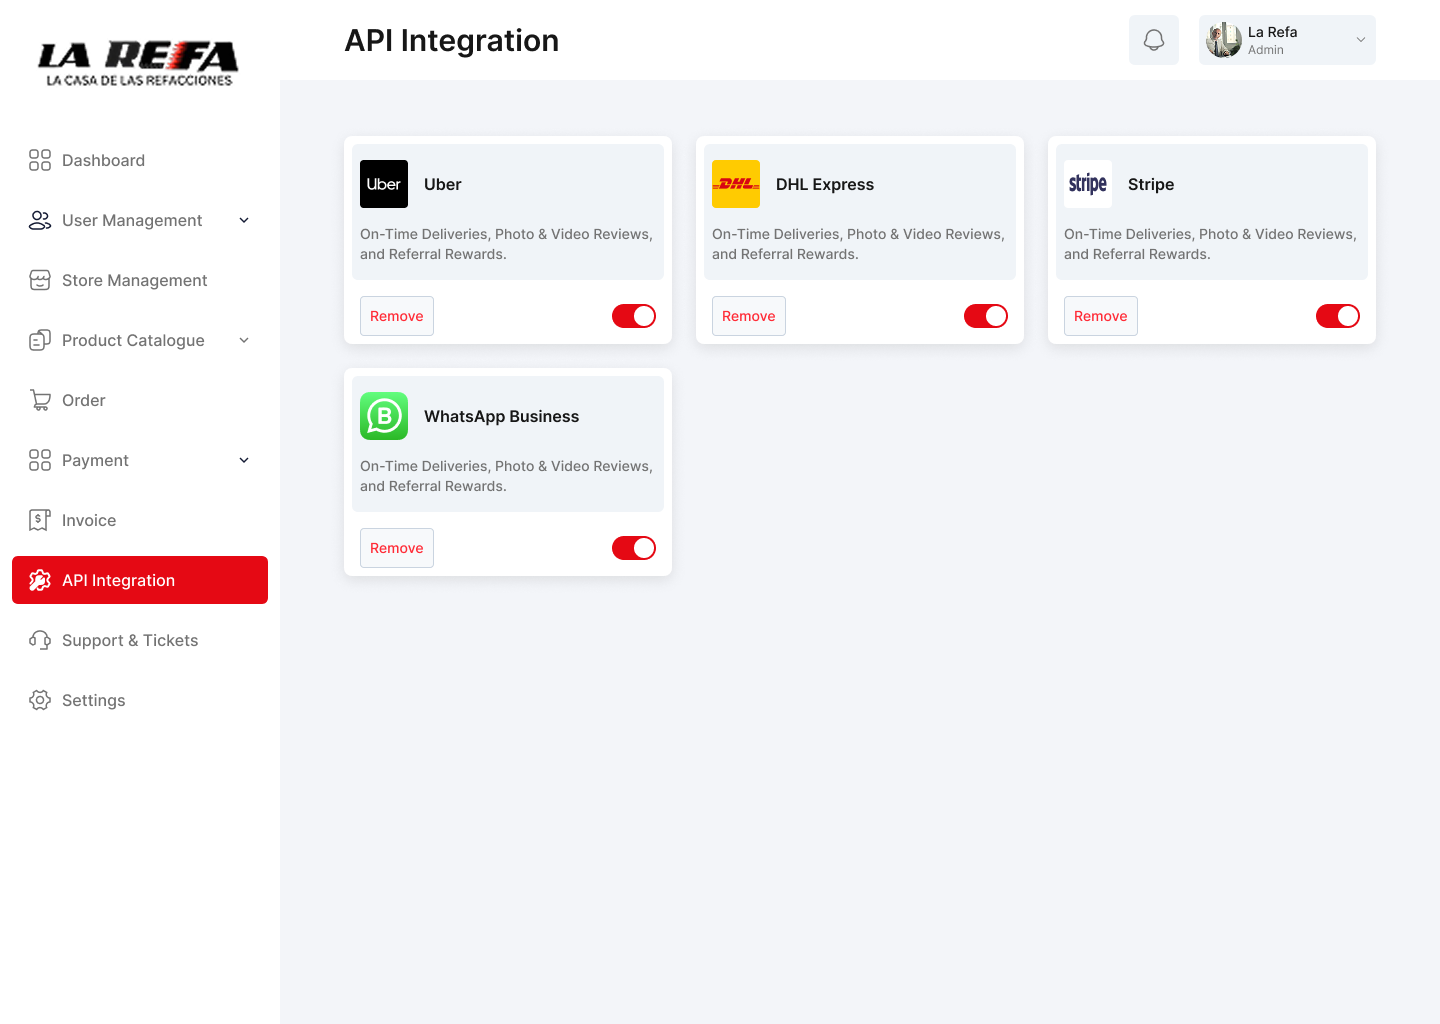 LA REFA
LA CASA DE LAS REFACCIONES
API Integration
La Refa
Admin
Dashboard
User Management
Store Management
Product Catalogue
Order
Payment
$
Invoice
API Integration
Support & Tickets
Settings
Uber
Uber
On-Time Deliveries, Photo & Video Reviews,
and Referral Rewards.
Remove
DHL
DHL Express
On-Time Deliveries, Photo & Video Reviews,
and Referral Rewards.
Remove
stripe
Stripe
On-Time Deliveries, Photo & Video Reviews,
and Referral Rewards.
Remove
B
WhatsApp Business
On-Time Deliveries, Photo & Video Reviews,
and Referral Rewards.
Remove